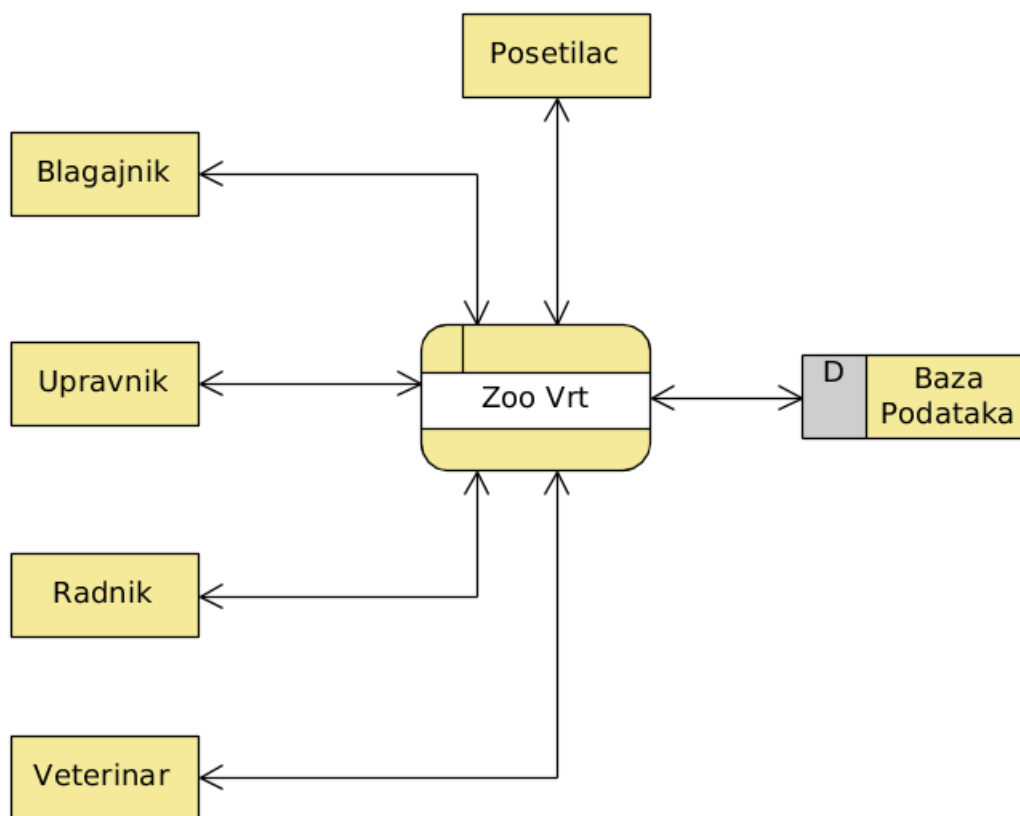 Posetilac
Blagajnik
Upravnik
Zoo Vrt
D
Baza
Podataka
Radnik
Veterinar